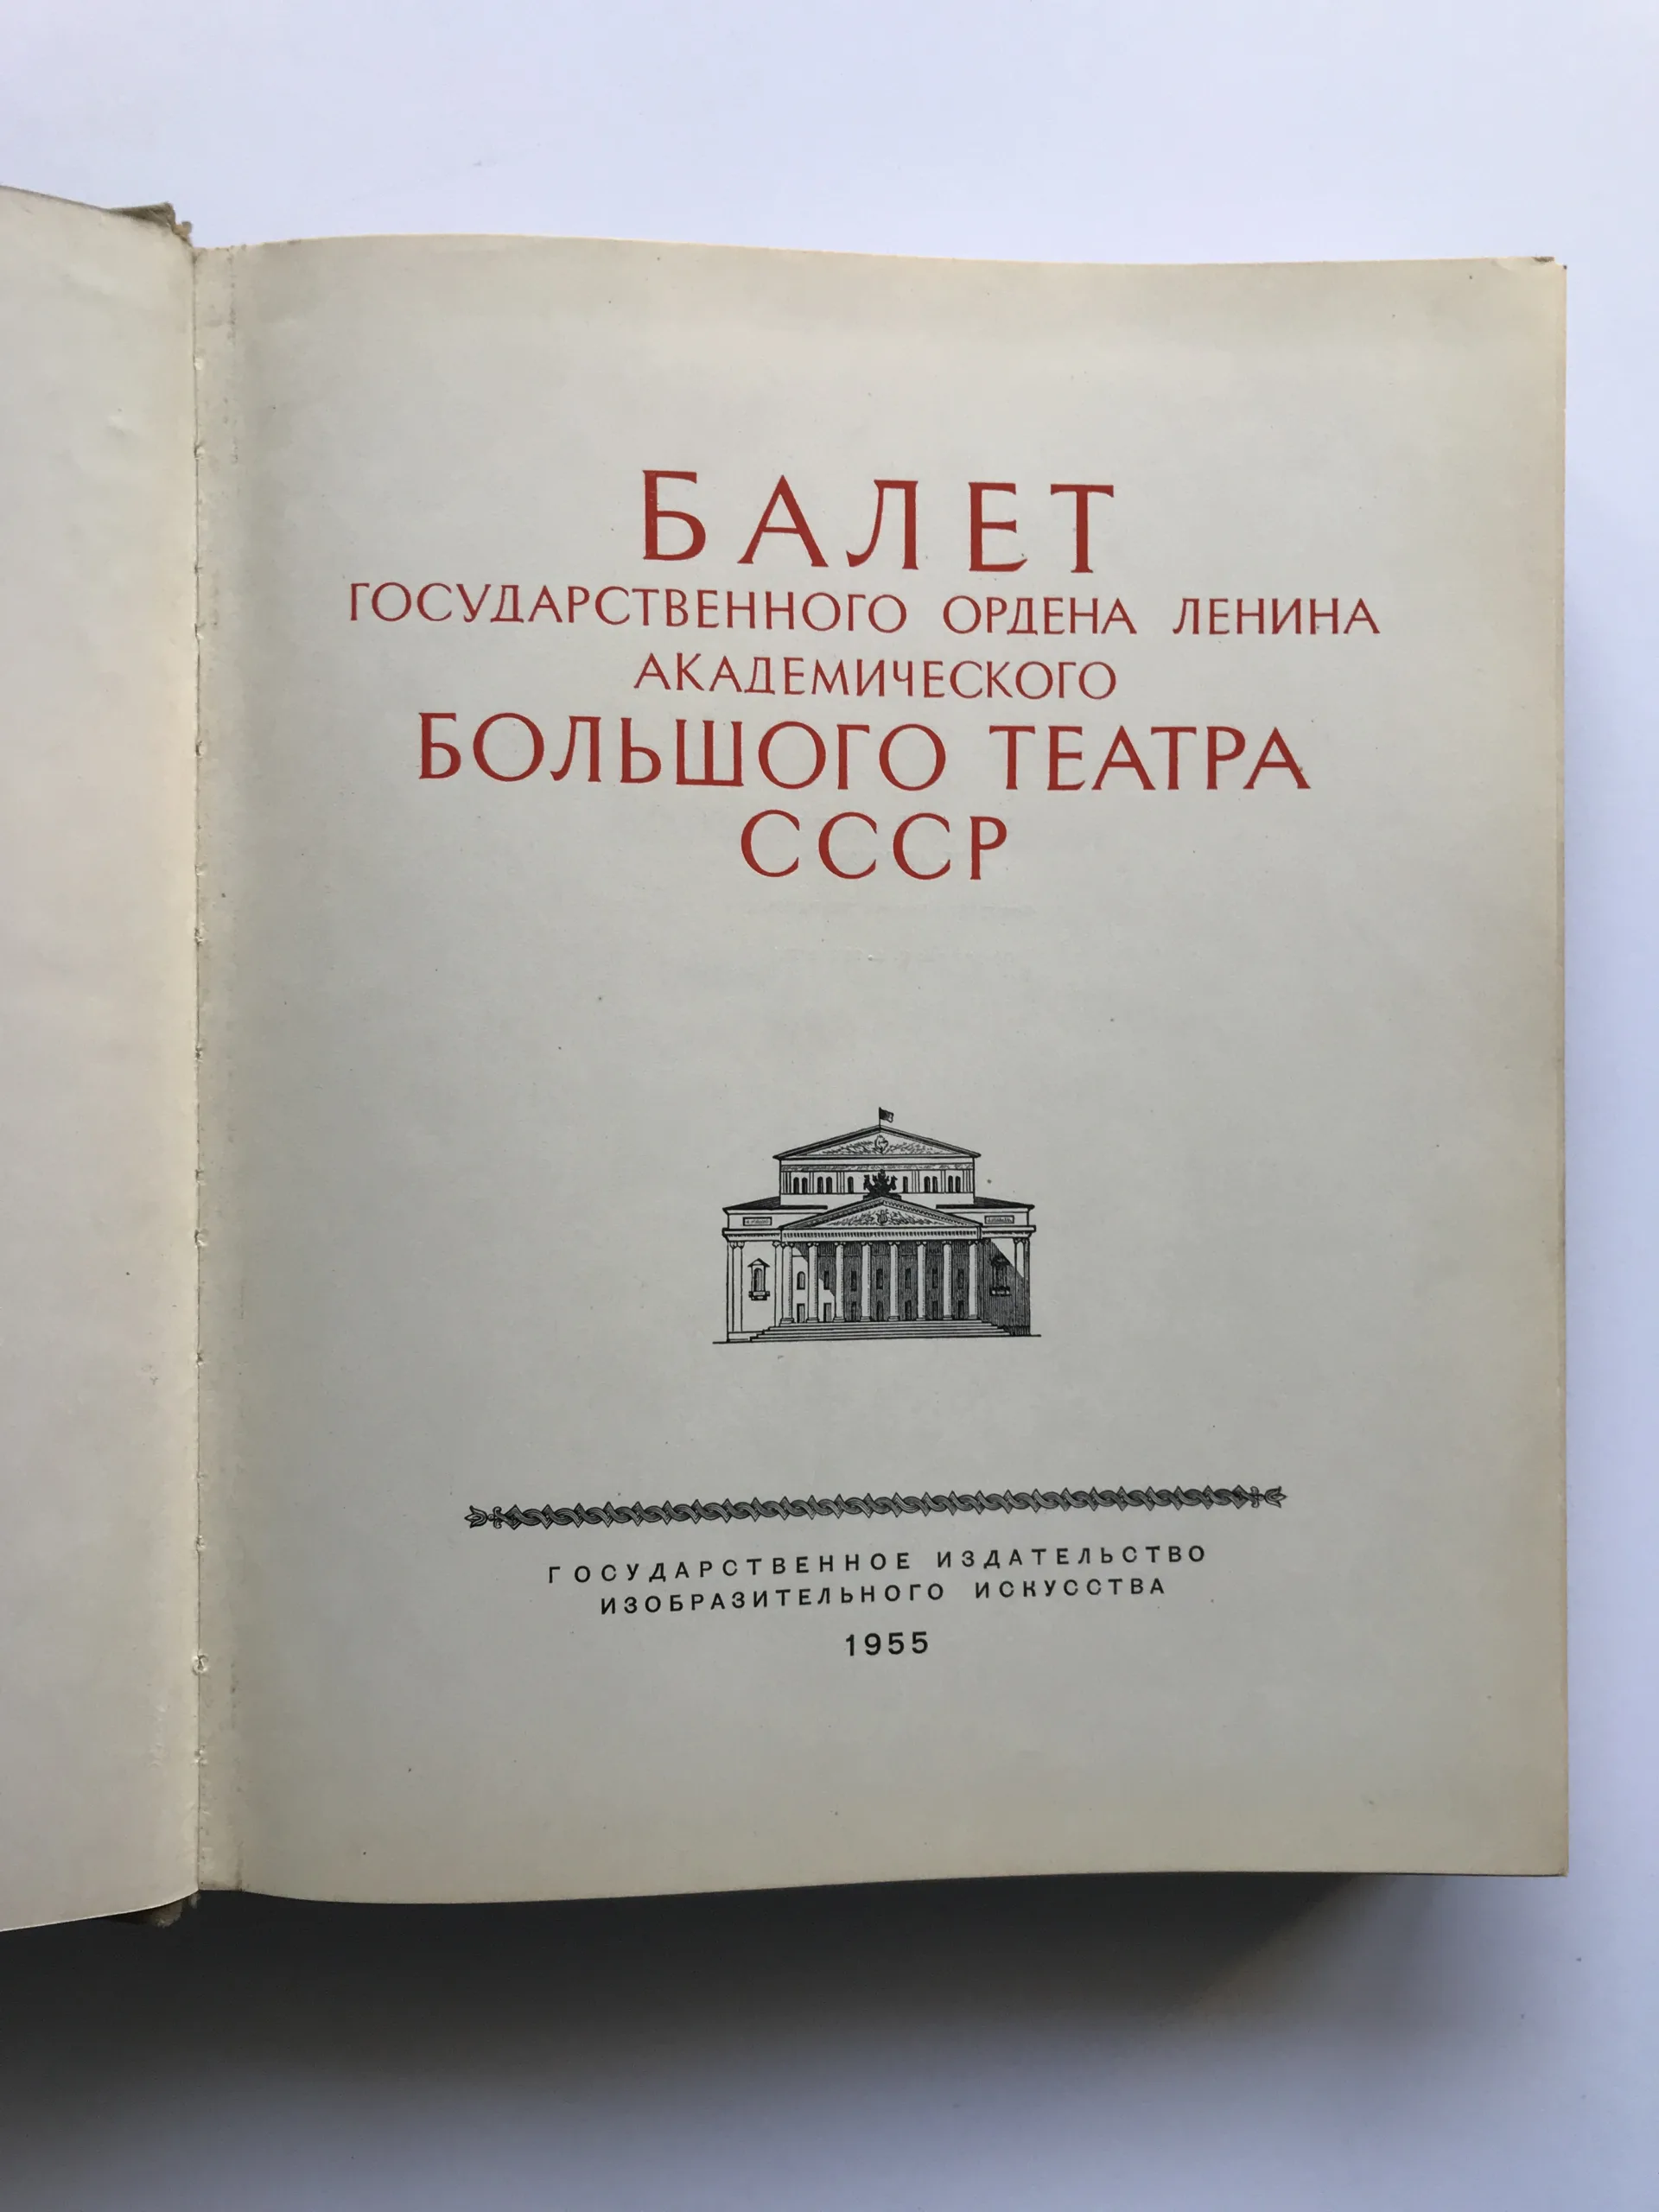 БАЛЕТ
ГОСУДАРСТВЕННОГО ОРДЕНА ЛЕНИНА
АКАДЕМИЧЕСКОГО
БОЛЬШОГО ТЕАТРА
СССР
ГОСУДАРСТВЕННОЕ ИЗДАТЕЛЬСТВО
ИЗОБРАЗИТЕЛЬНОГО ИСКУССТВА
1955